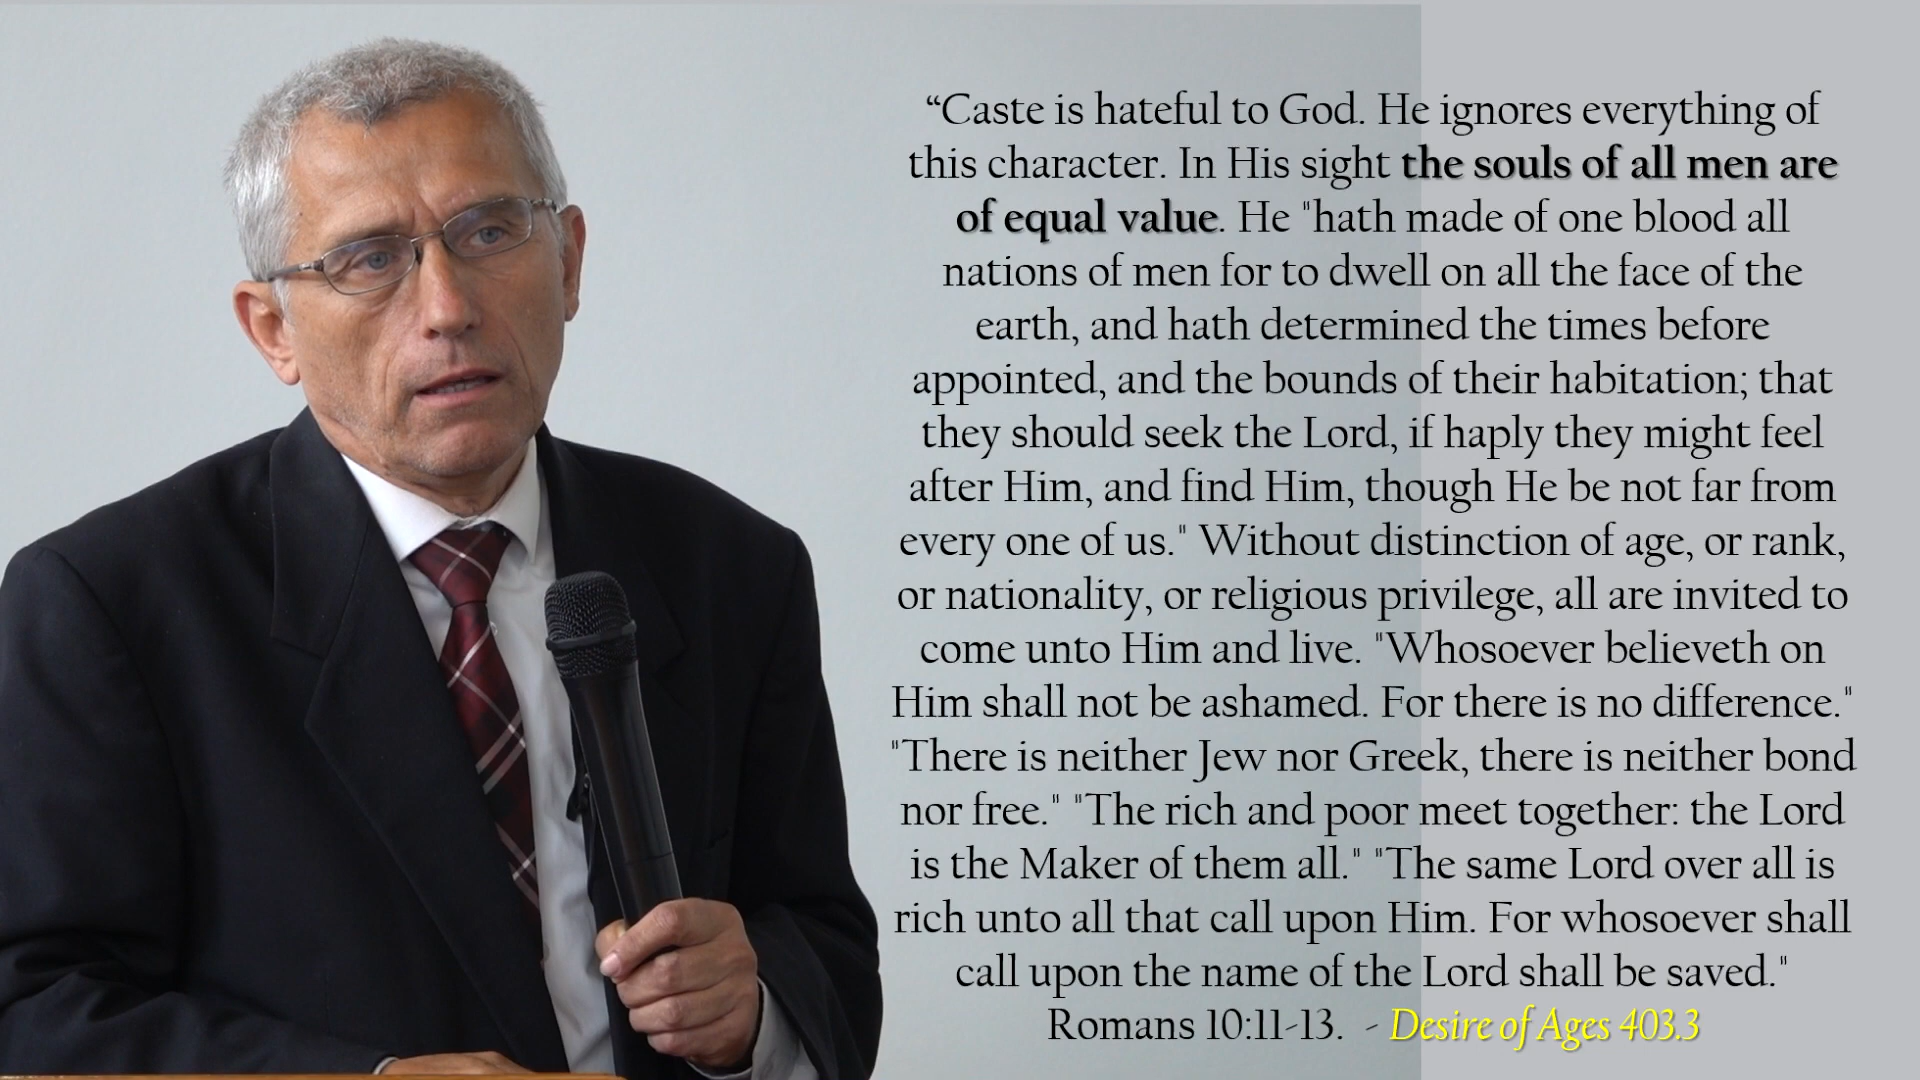 “Caste is hateful to God. He ignores everything of
this character. In His sight the souls of all men are
of equal value. He "hath made of one blood all
nations of men for to dwell on all the face of the
earth, and hath determined the times before
appointed, and the bounds of their habitation; that
they should seek the Lord, if haply they might feel
after Him, and find Him, though He be not far from
every one of us." Without distinction of age, or rank,
or nationality, or religious privilege, all are invited to
come unto Him and live. "Whosoever believeth on
Him shall not be ashamed. For there is no difference."
"There is neither Jew nor Greek, there is neither bond
nor free." "The rich and poor meet together: the Lord
is the Maker of them all." "The same Lord over all is
rich unto all that call upon Him. For whosoever shall
call upon the name of the Lord shall be saved."
Romans 10:11-13. - Desire of Ages 403.3